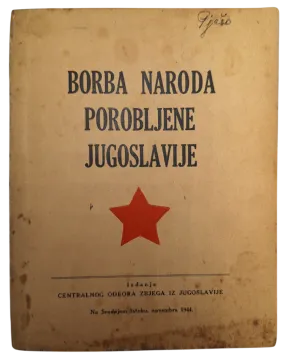 BORBA NARODA
POROBLJENE
JUGOSLAVIJE
Izdanje
CENTRALNOG ODBORA ZBJEGA IZ JUGOSLAVIJE
Na Srednjem Istoku, novembra 1944.